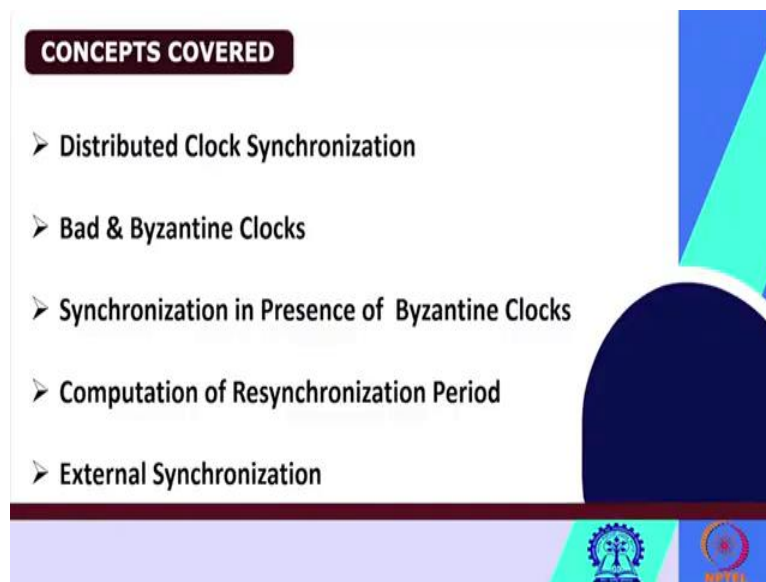 CONCEPTS COVERED
➢ Distributed Clock Synchronization
➢ Bad & Byzantine Clocks
➢ Synchronization in Presence of Byzantine Clocks
➢ Computation of Resynchronization Period
➢ External Synchronization
NPTEL